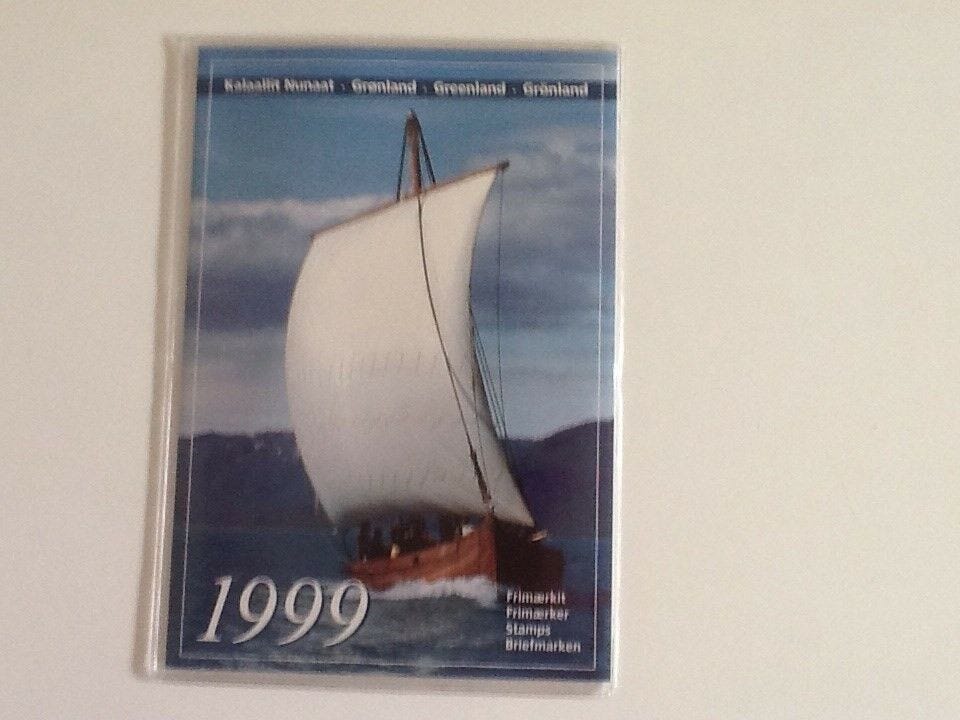 Kalaallit Nunaat · Grønland · Greenland · Grönland
1999
Frimærkit
Frimærker
Stamps
Briefmarken